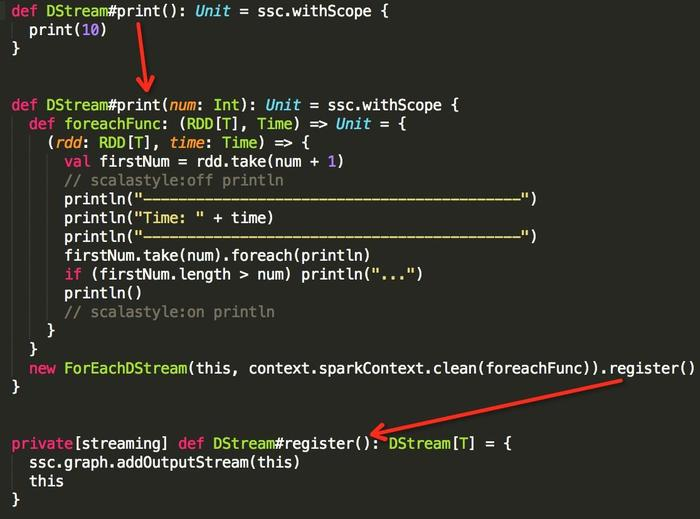 def DStream#print(): Unit = ssc.withScope {
  print(10)
}
def DStream#print(num: Int): Unit = ssc.withScope {
  def foreachFunc: (RDD[T], Time) => Unit = {
    (rdd: RDD[T], time: Time) => {
      val firstNum = rdd.take(num + 1)
      // scalastyle:off println
      println("-------------------------------------------")
      println("Time: " + time)
      println("-------------------------------------------")
      firstNum.take(num).foreach(println)
      if (firstNum.length > num) println("...")
      println()
      // scalastyle:on println
    }
  }
  new ForEachDStream(this, context.sparkContext.clean(foreachFunc)).register()
}
private[streaming] def DStream#register(): DStream[T] = {
  ssc.graph.addOutputStream(this)
  this
}